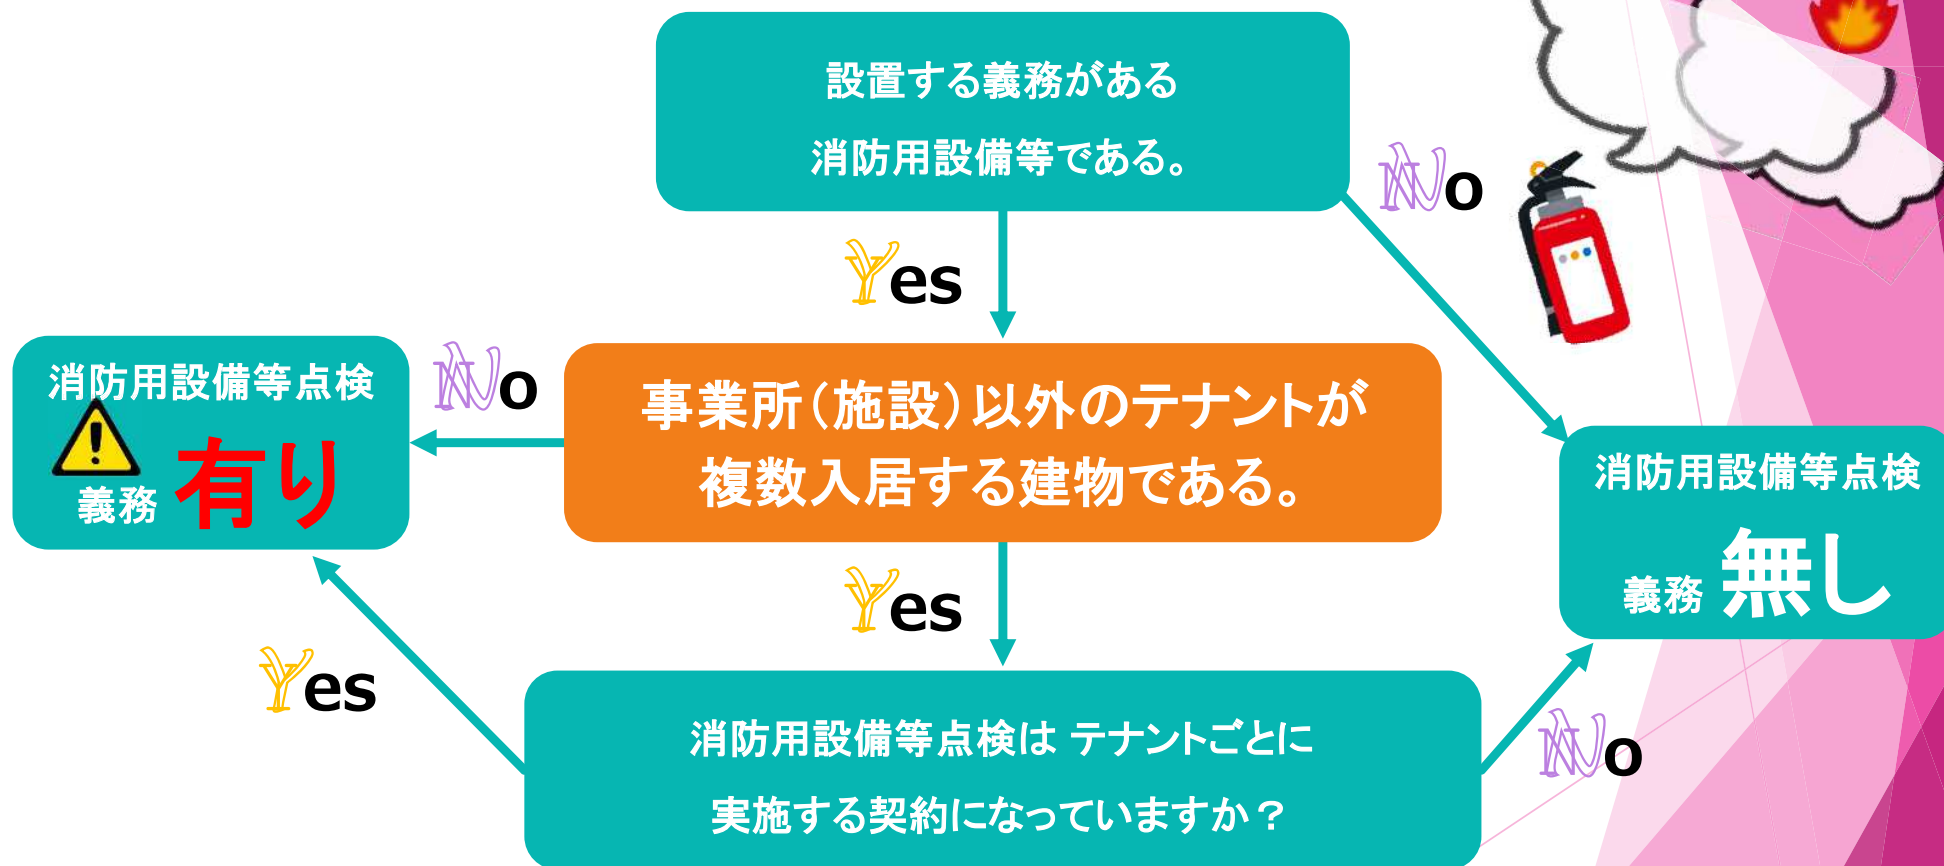 設置する義務がある
消防用設備等である。
No
Yes
消防用設備等点検
義務 有り
No
事業所（施設）以外のテナントが
複数入居する建物である。
消防用設備等点検
義務 無し
Yes
Yes
消防用設備等点検は テナントごとに
実施する契約になっていますか？
No